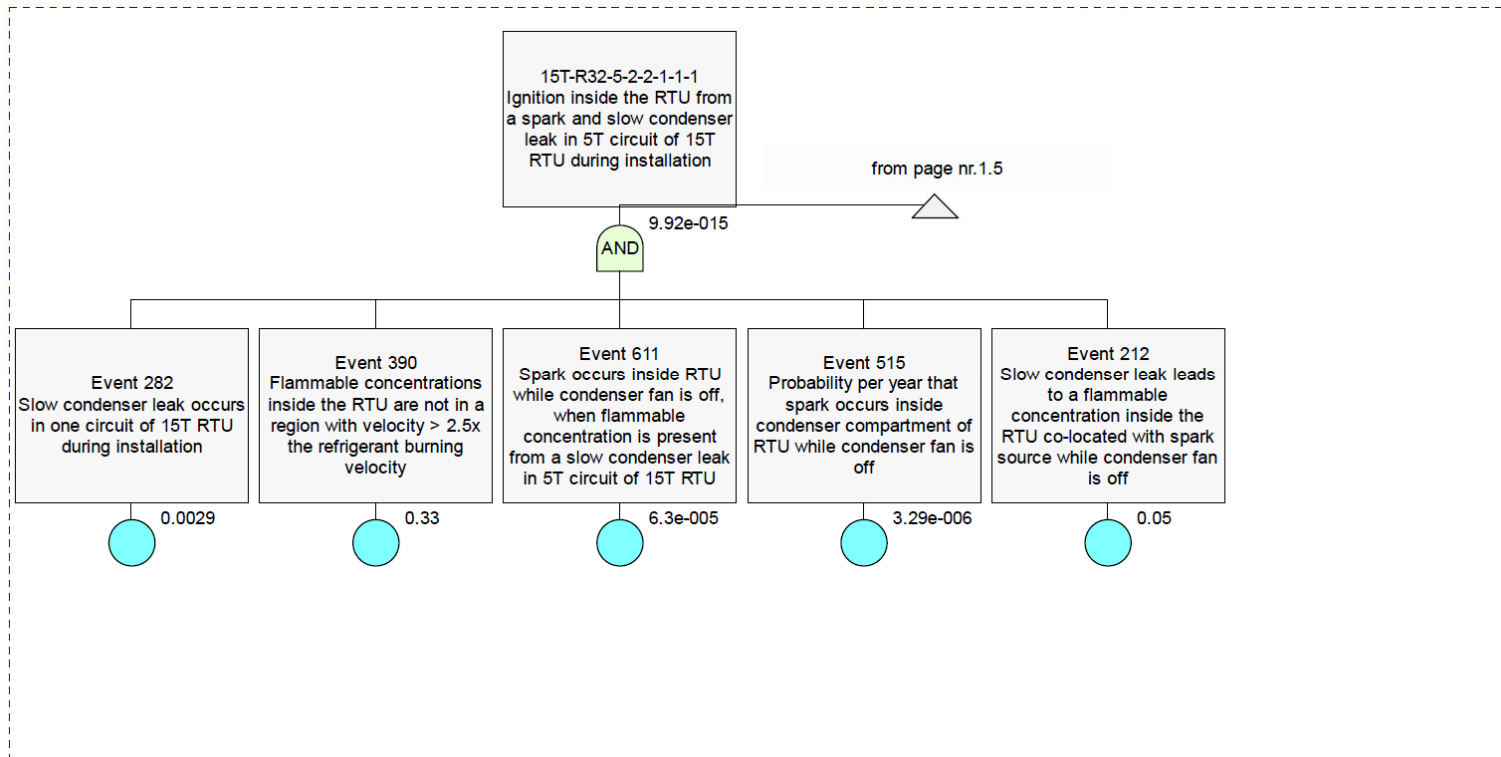 15T-R32-5-2-2-1-1-1
Ignition inside the RTU from
a spark and slow condenser
leak in 5T circuit of 15T
RTU during installation
from page nr.1.5
9.92e-015
AND
Event 282
Slow condenser leak occurs
in one circuit of 15T RTU
during installation
0.0029
Event 390
Flammable concentrations
inside the RTU are not in a
region with velocity > 2.5x
the refrigerant burning
velocity
0.33
Event 611
Spark occurs inside RTU
while condenser fan is off,
when flammable
concentration is present
from a slow condenser leak
in 5T circuit of 15T RTU
6.3e-005
Event 515
Probability per year that
spark occurs inside
condenser compartment of
RTU while condenser fan is
off
3.29e-006
Event 212
Slow condenser leak leads
to a flammable
concentration inside the
RTU co-located with spark
source while condenser fan
is off
0.05